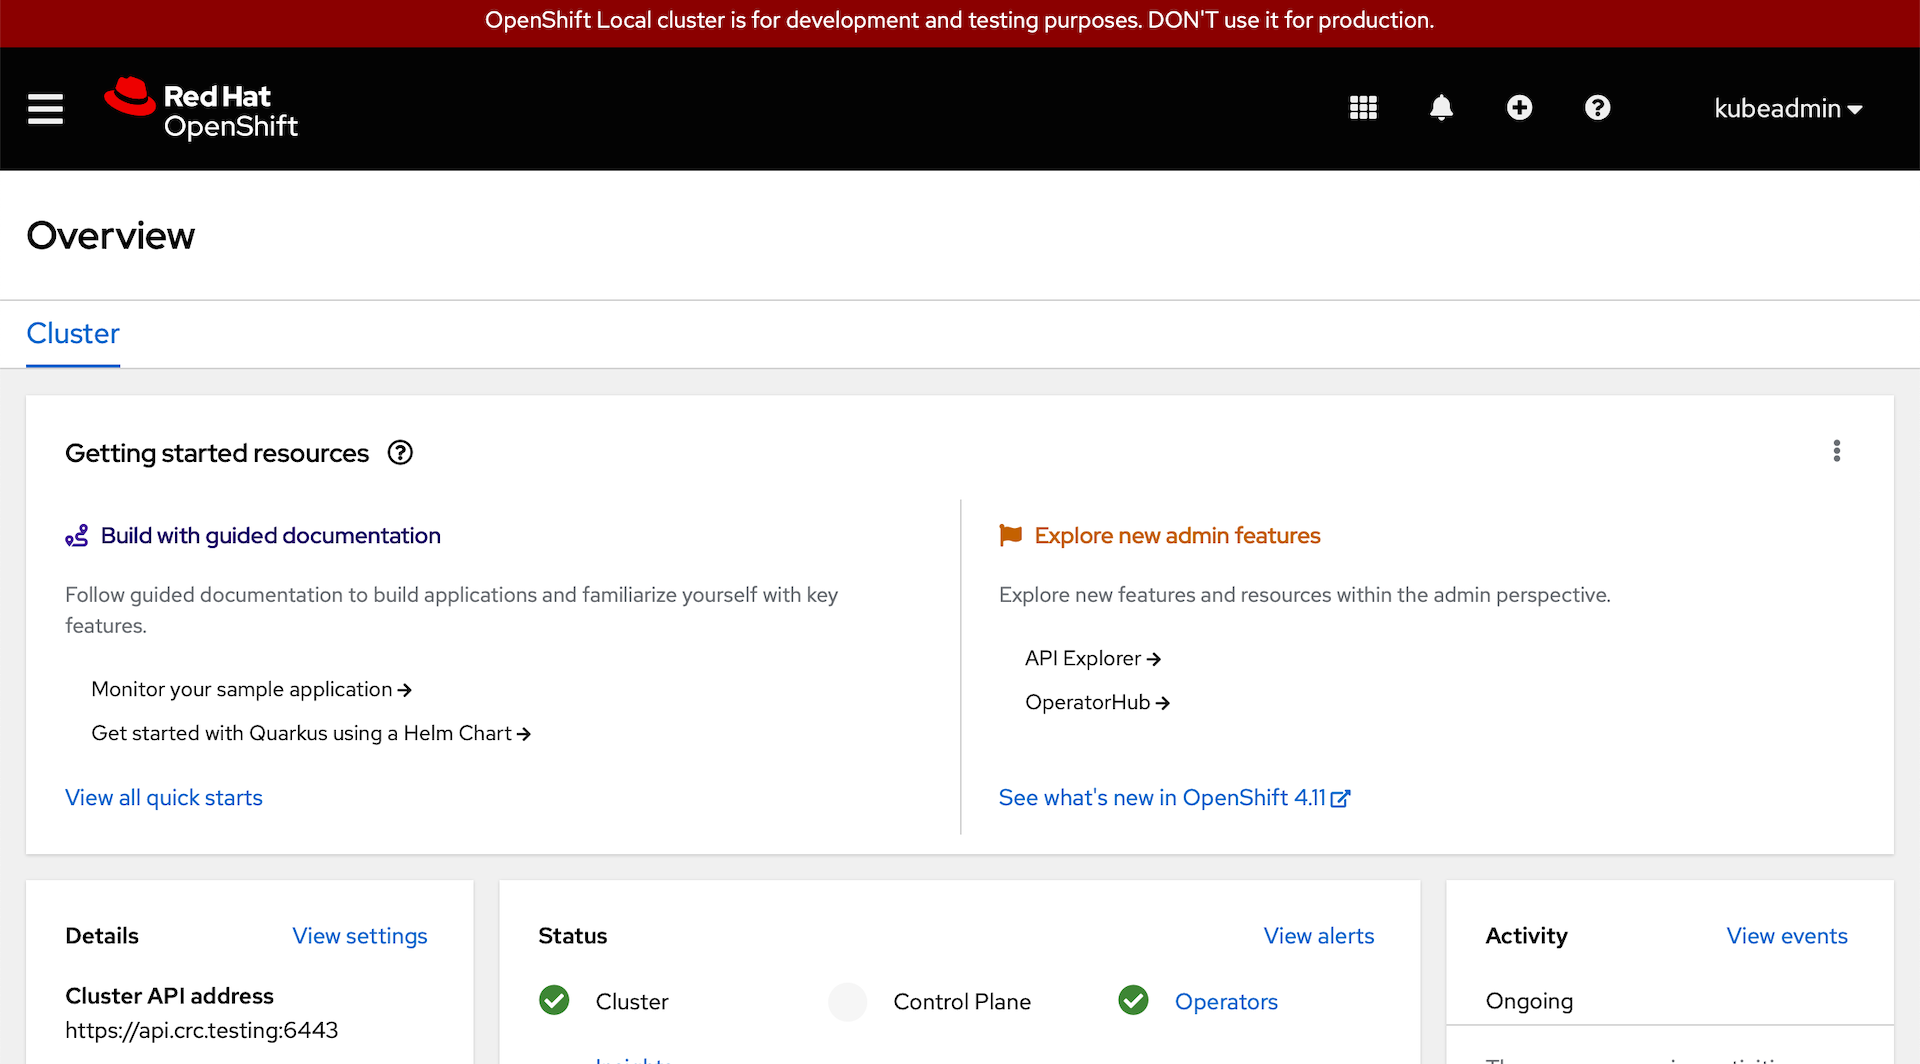 OpenShift Local cluster is for development and testing purposes. DON'T use it for production.
Red Hat
OpenShift
kubeadmin
Overview
Cluster
Getting started resources
Build with guided documentation
Follow guided documentation to build applications and familiarize yourself with key
features.
Monitor your sample application
Get started with Quarkus using a Helm Chart
View all quick starts
Explore new admin features
Explore new features and resources within the admin perspective.
API Explorer
OperatorHub
See what's new in OpenShift 4.11
Details
View settings
Cluster API address
https://api.crc.testing:6443
Status
View alerts
Cluster
Control Plane
Operators
Activity
View events
Ongoing